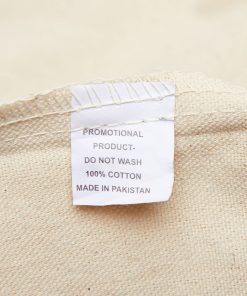 PROMOTIONAL
PRODUCT-
DO NOT WASH
100% COTTON
MADE IN PAKISTAN